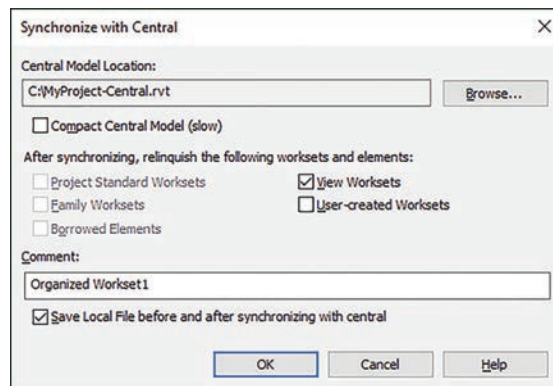 Synchronize with Central
Central Model Location:
C:\MyProject-Central.rvt
Browse...
Compact Central Model (slow)
After synchronizing, relinquish the following worksets and elements:
Project Standard Worksets
View Worksets
Family Worksets
User-created Worksets
Borrowed Elements
Comment:
Organized Workset1
Save Local File before and after synchronizing with central
OK
Cancel
Help